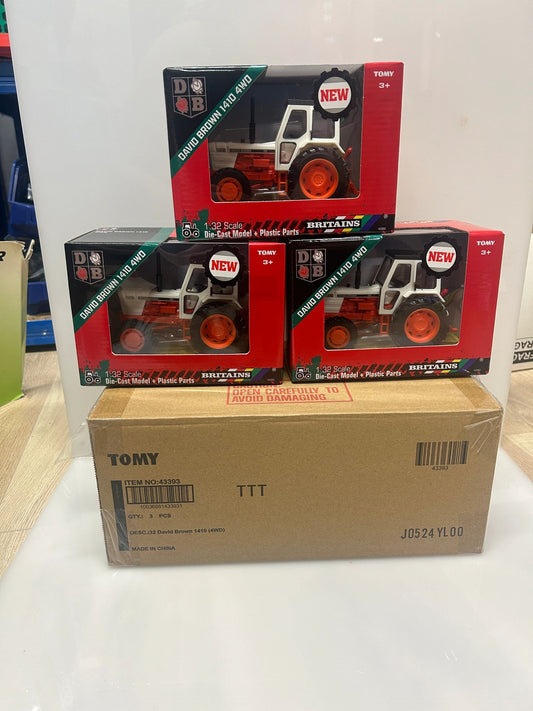 D B
DAVID BROWN 1410 4WD
NEW
TOMY
3+
1:32 Scale
Die-Cast Model + Plastic Parts
BRITAINS
D B
DAVID BROWN 1410 4WD
NEW
TOMY
3+
1:32 Scale
Die-Cast Model + Plastic Parts
BRITAINS
D B
DAVID BROWN 1410 4WD
NEW
TOMY
3+
1:32 Scale
Die-Cast Model + Plastic Parts
BRITAINS
OPEN CAREFULLY TO
AVOID DAMAGING
TOMY
ITEM NO:43393
QTY.: 3 PCS
DESC.:32 David Brown 1410 (4WD)
MADE IN CHINA
TTT
43393
J0524YL00